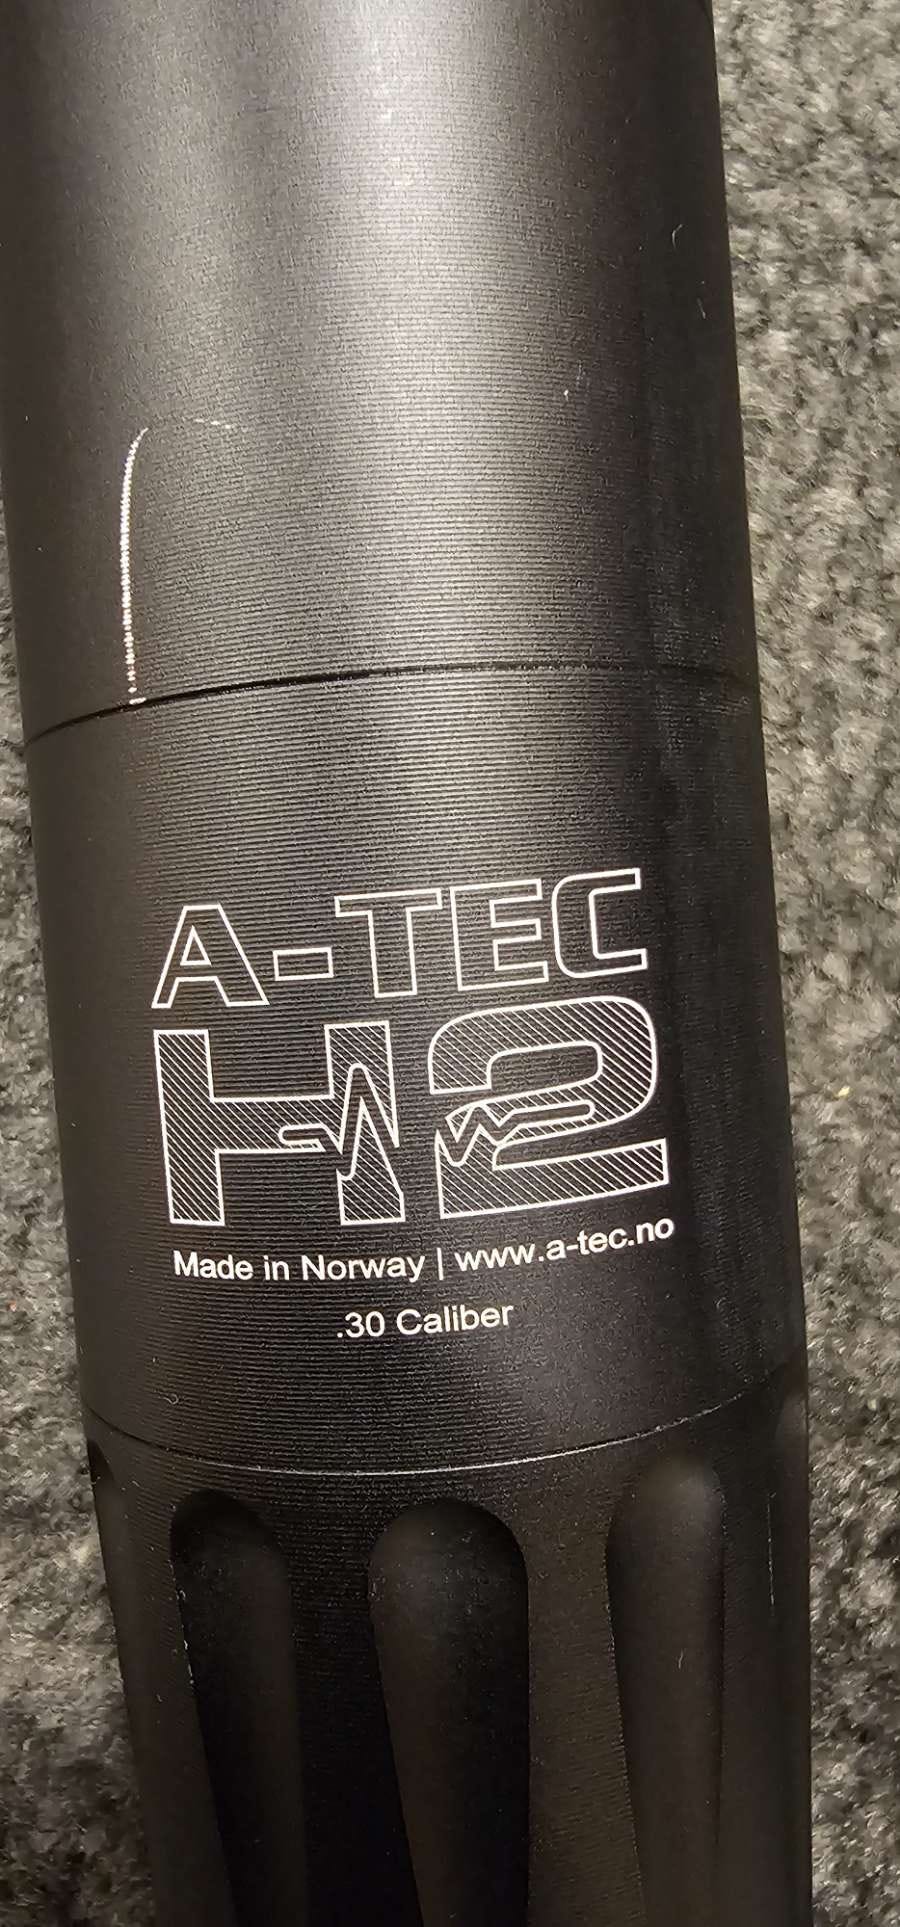 A-TEC
H2
Made in Norway | www.a-tec.no
.30 Caliber